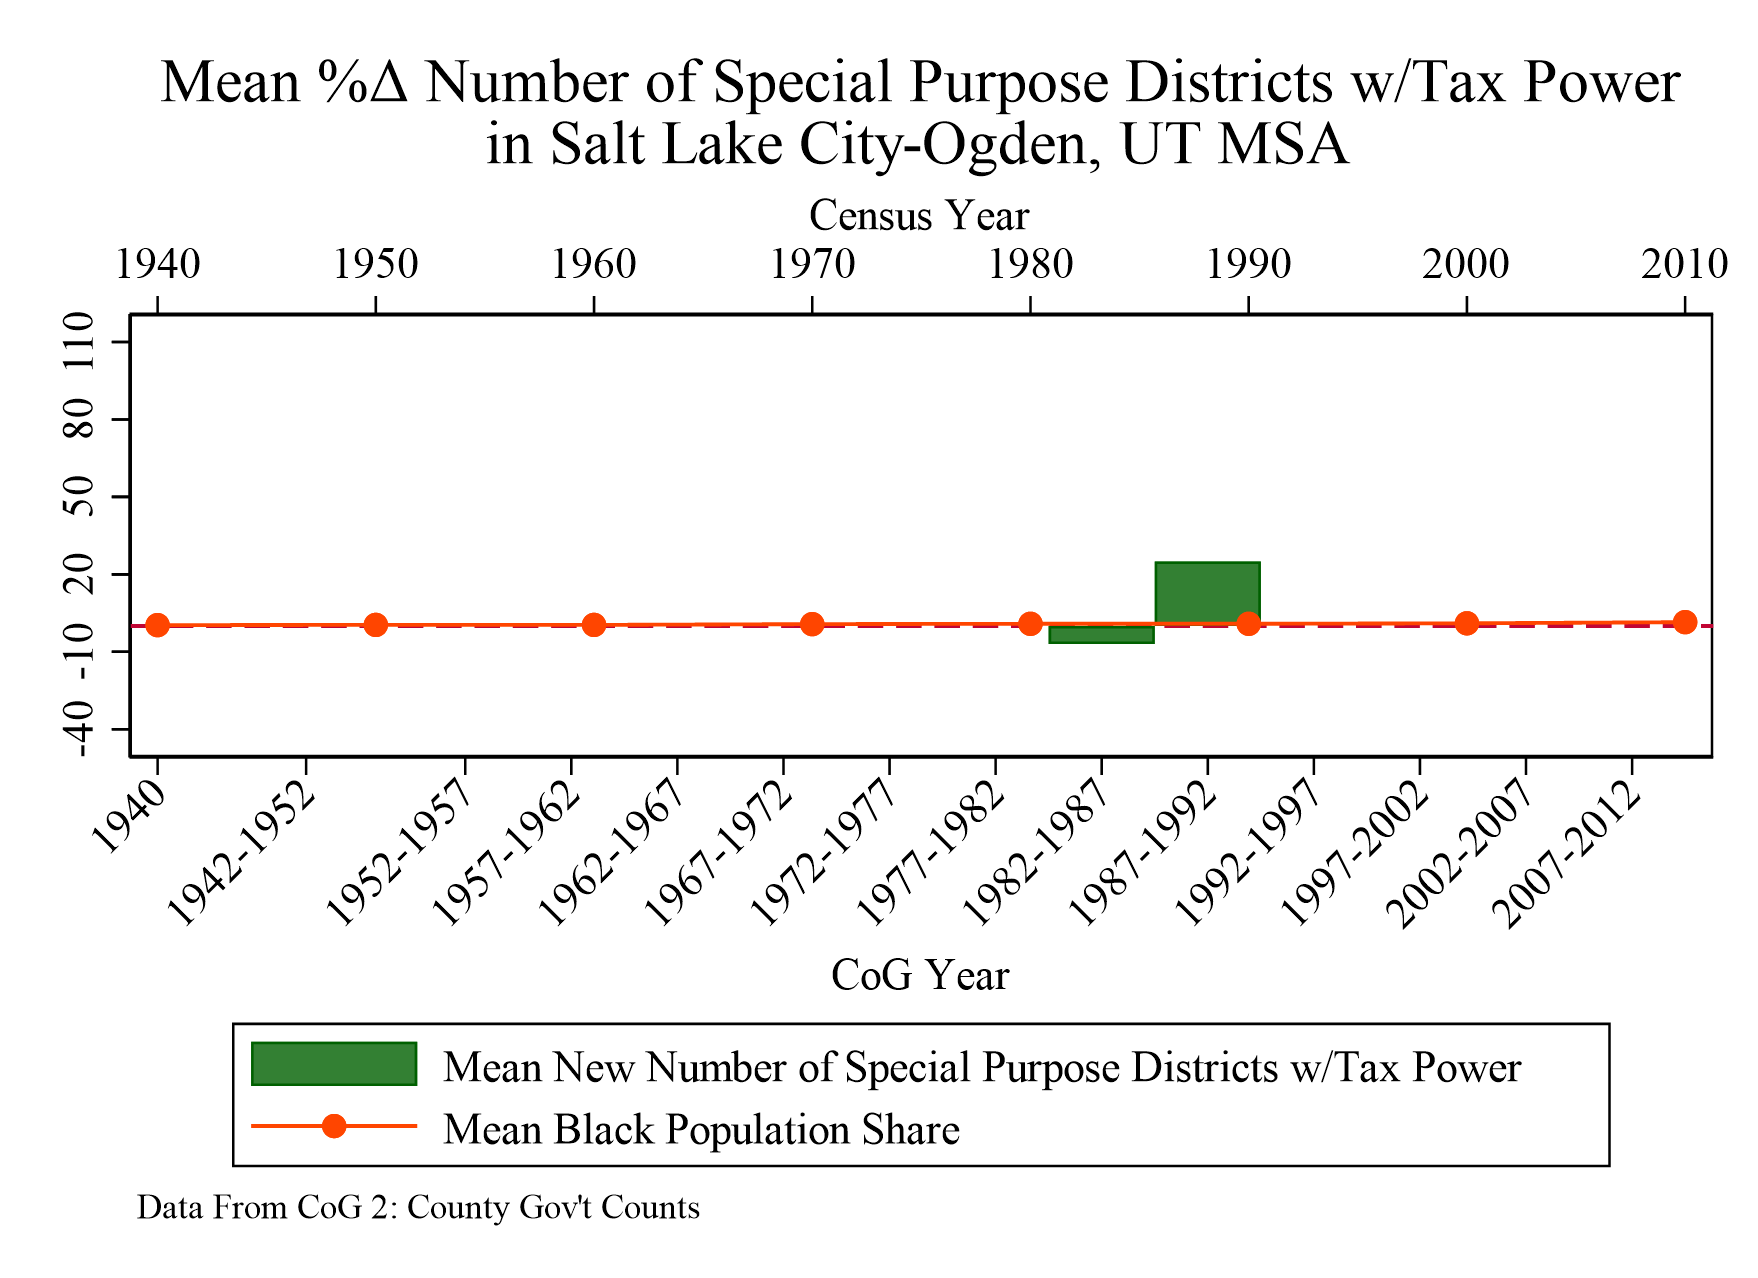 Mean %Δ Number of Special Purpose Districts w/Tax Power
in Salt Lake City-Ogden, UT MSA
Census Year
1940 1950 1960 1970 1980 1990 2000 2010
110
80
50
20
-10
-40
1940 1942-1952 1952-1957 1957-1962 1962-1967 1967-1972 1972-1977 1977-1982 1982-1987 1987-1992 1992-1997 1997-2002 2002-2007 2007-2012
CoG Year
Mean New Number of Special Purpose Districts w/Tax Power
Mean Black Population Share
Data From CoG 2: County Gov't Counts